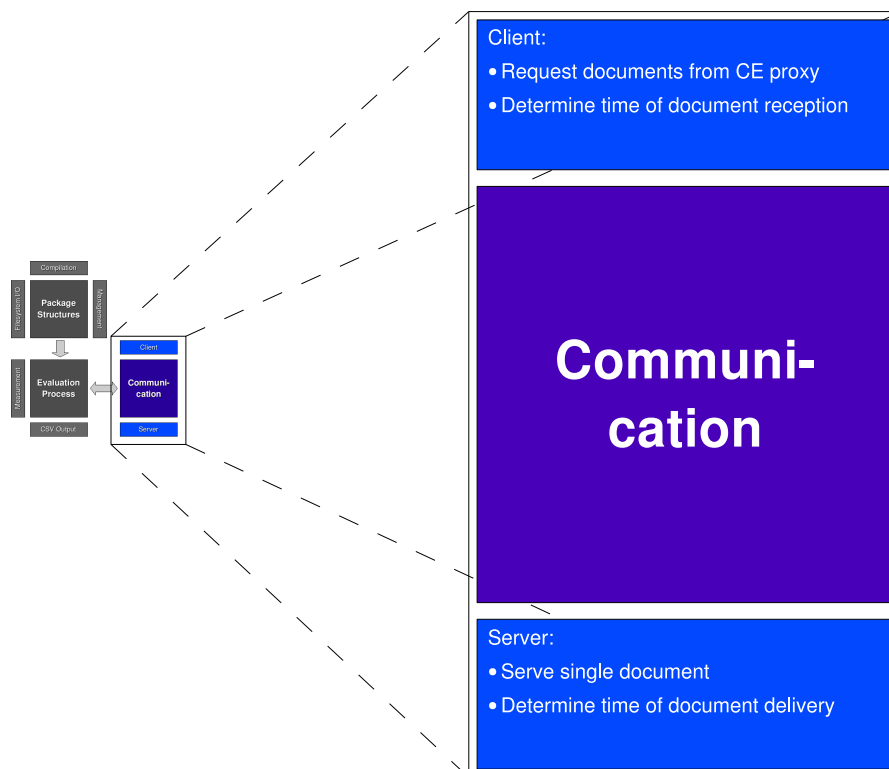 Client:
• Request documents from CE proxy
• Determine time of document reception
Communi-
cation
Server:
• Serve single document
• Determine time of document delivery
Compilation
Filesystem I/O
Package
Structures
Management
Measurement
Evaluation
Process
CSV Output
Client
Communi-
cation
Server